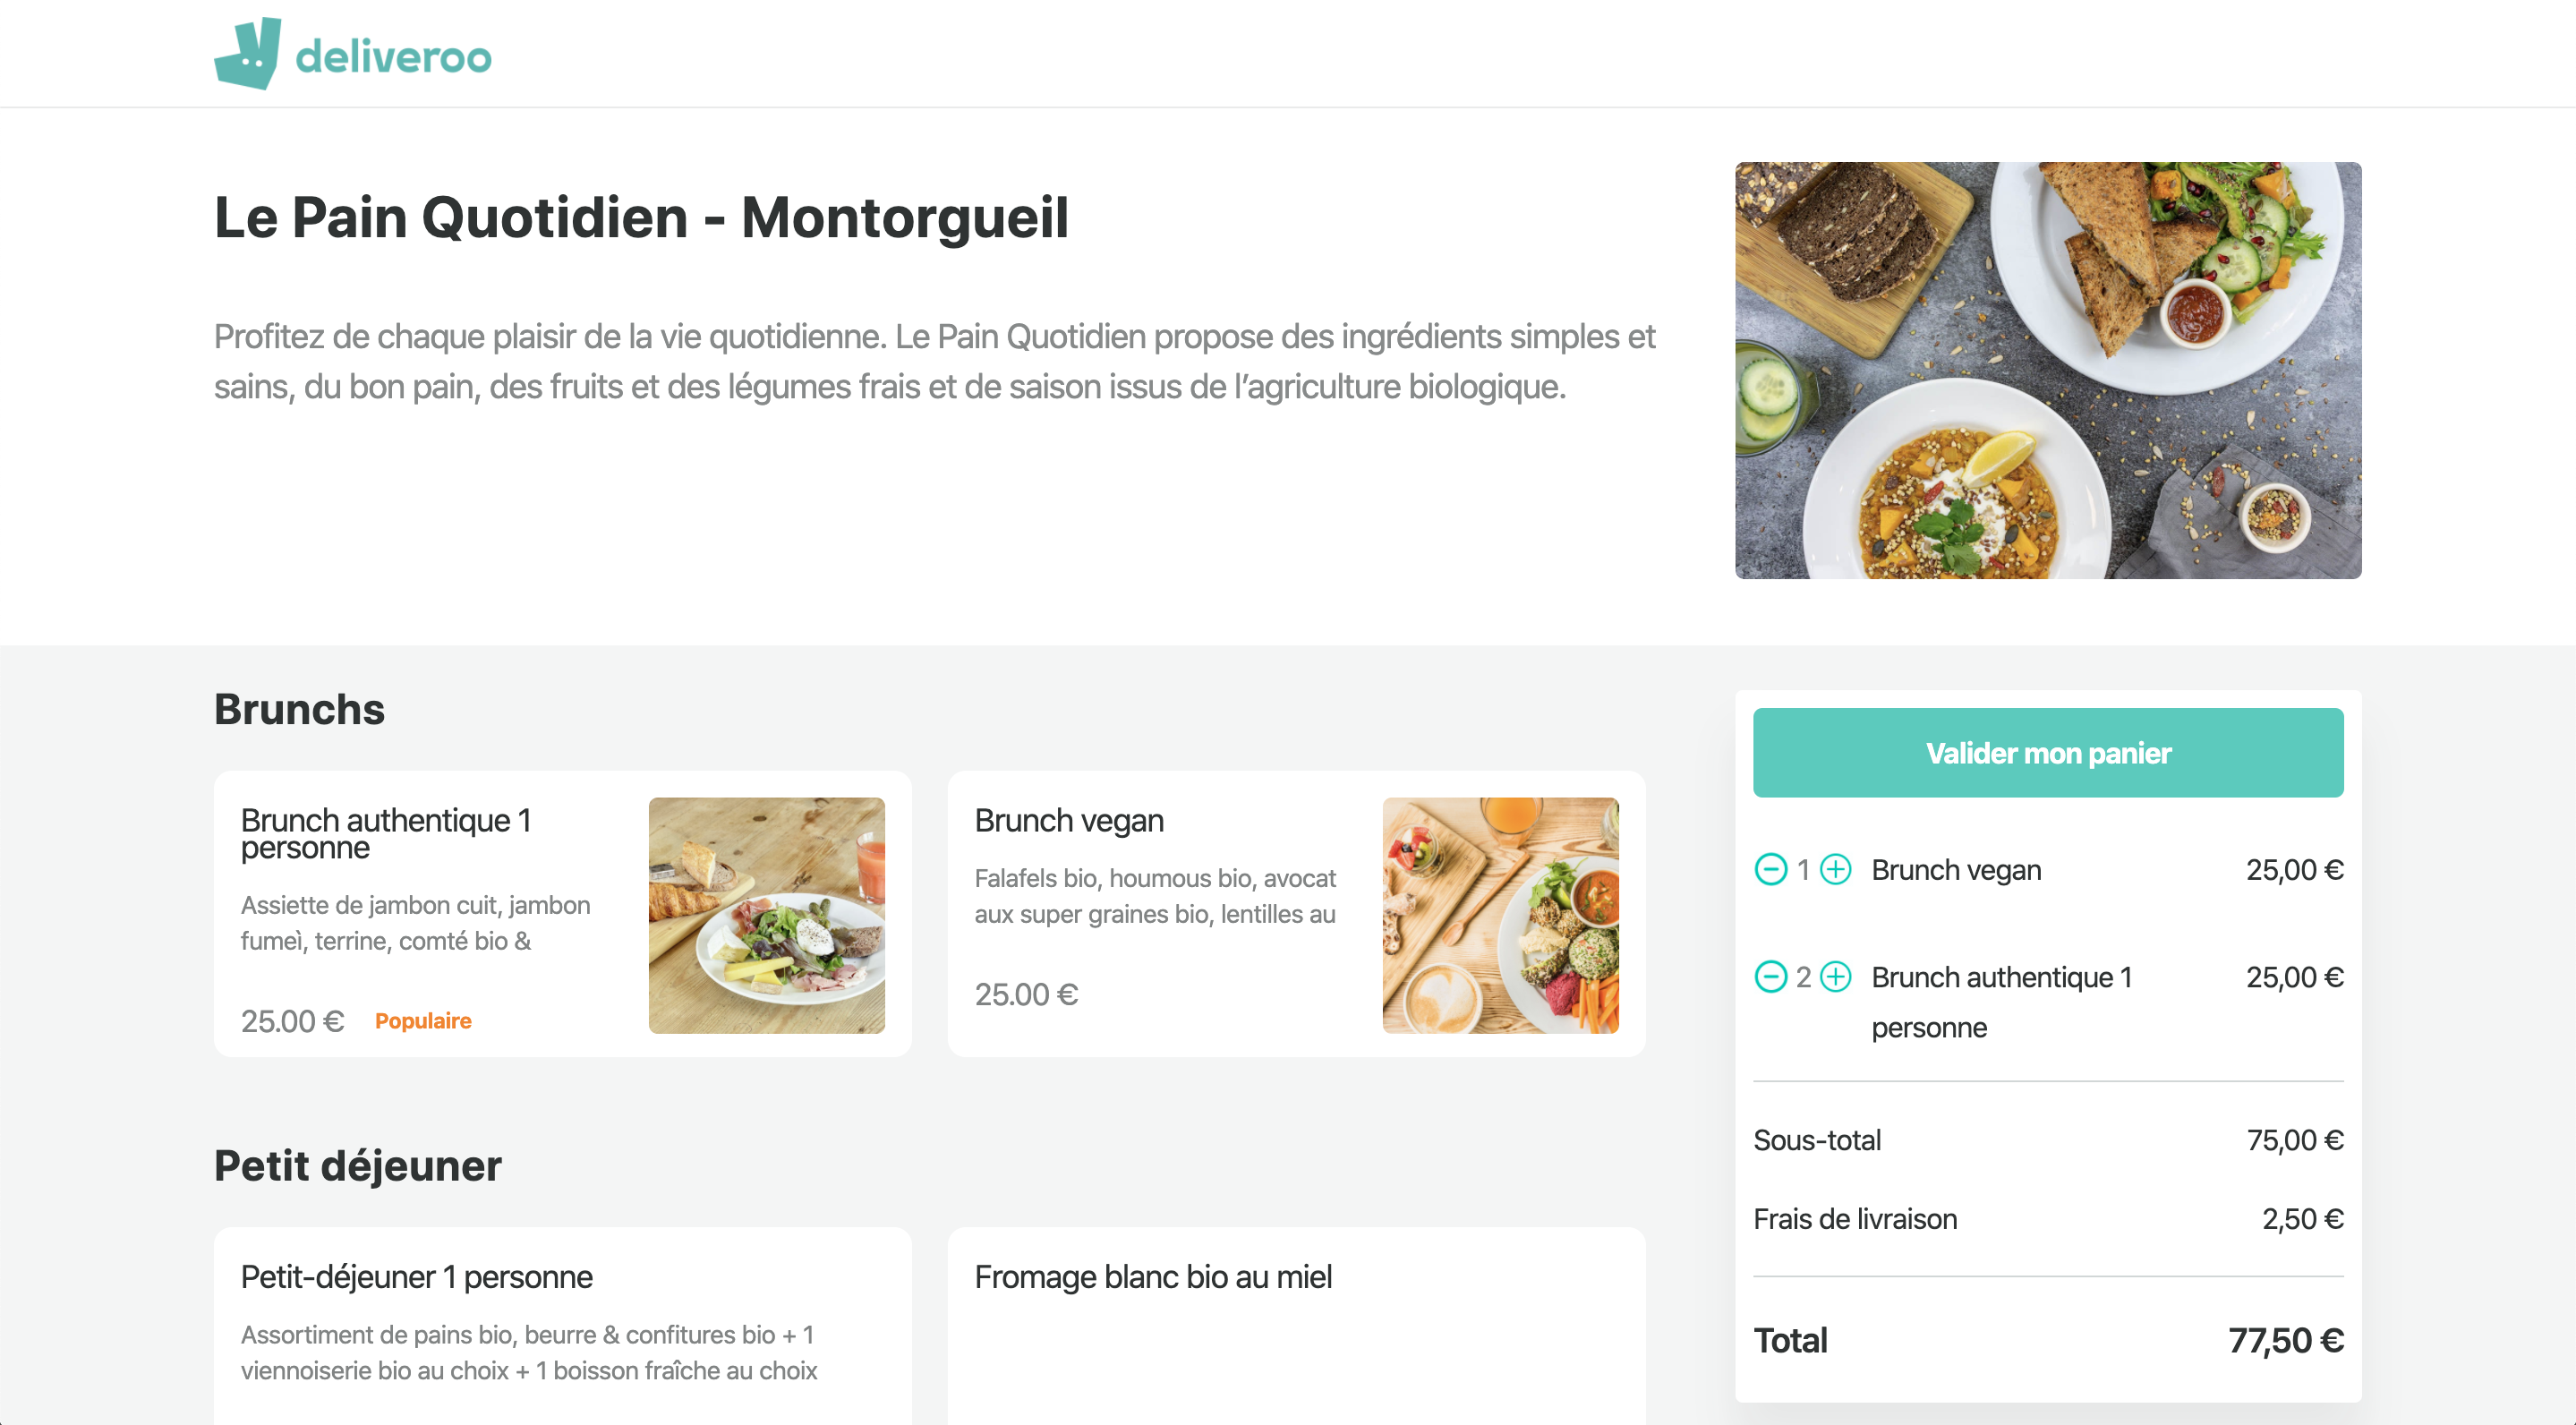 deliveroo
Le Pain Quotidien - Montorgueil
Profitez de chaque plaisir de la vie quotidienne. Le Pain Quotidien propose des ingrédients simples et
sains, du bon pain, des fruits et des légumes frais et de saison issus de l’agriculture biologique.
Brunchs
Brunch authentique 1
personne
Assiette de jambon cuit, jambon
fumeì, terrine, comté bio &
25.00 €
Populaire
Brunch vegan
Falafels bio, houmous bio, avocat
aux super graines bio, lentilles au
25.00 €
Petit déjeuner
Petit-déjeuner 1 personne
Assortiment de pains bio, beurre & confitures bio + 1
viennoiserie bio au choix + 1 boisson fraîche au choix
Fromage blanc bio au miel
Valider mon panier
1 Brunch vegan 25,00 €
2 Brunch authentique 1 25,00 €
personne
Sous-total 75,00 €
Frais de livraison 2,50 €
Total 77,50 €